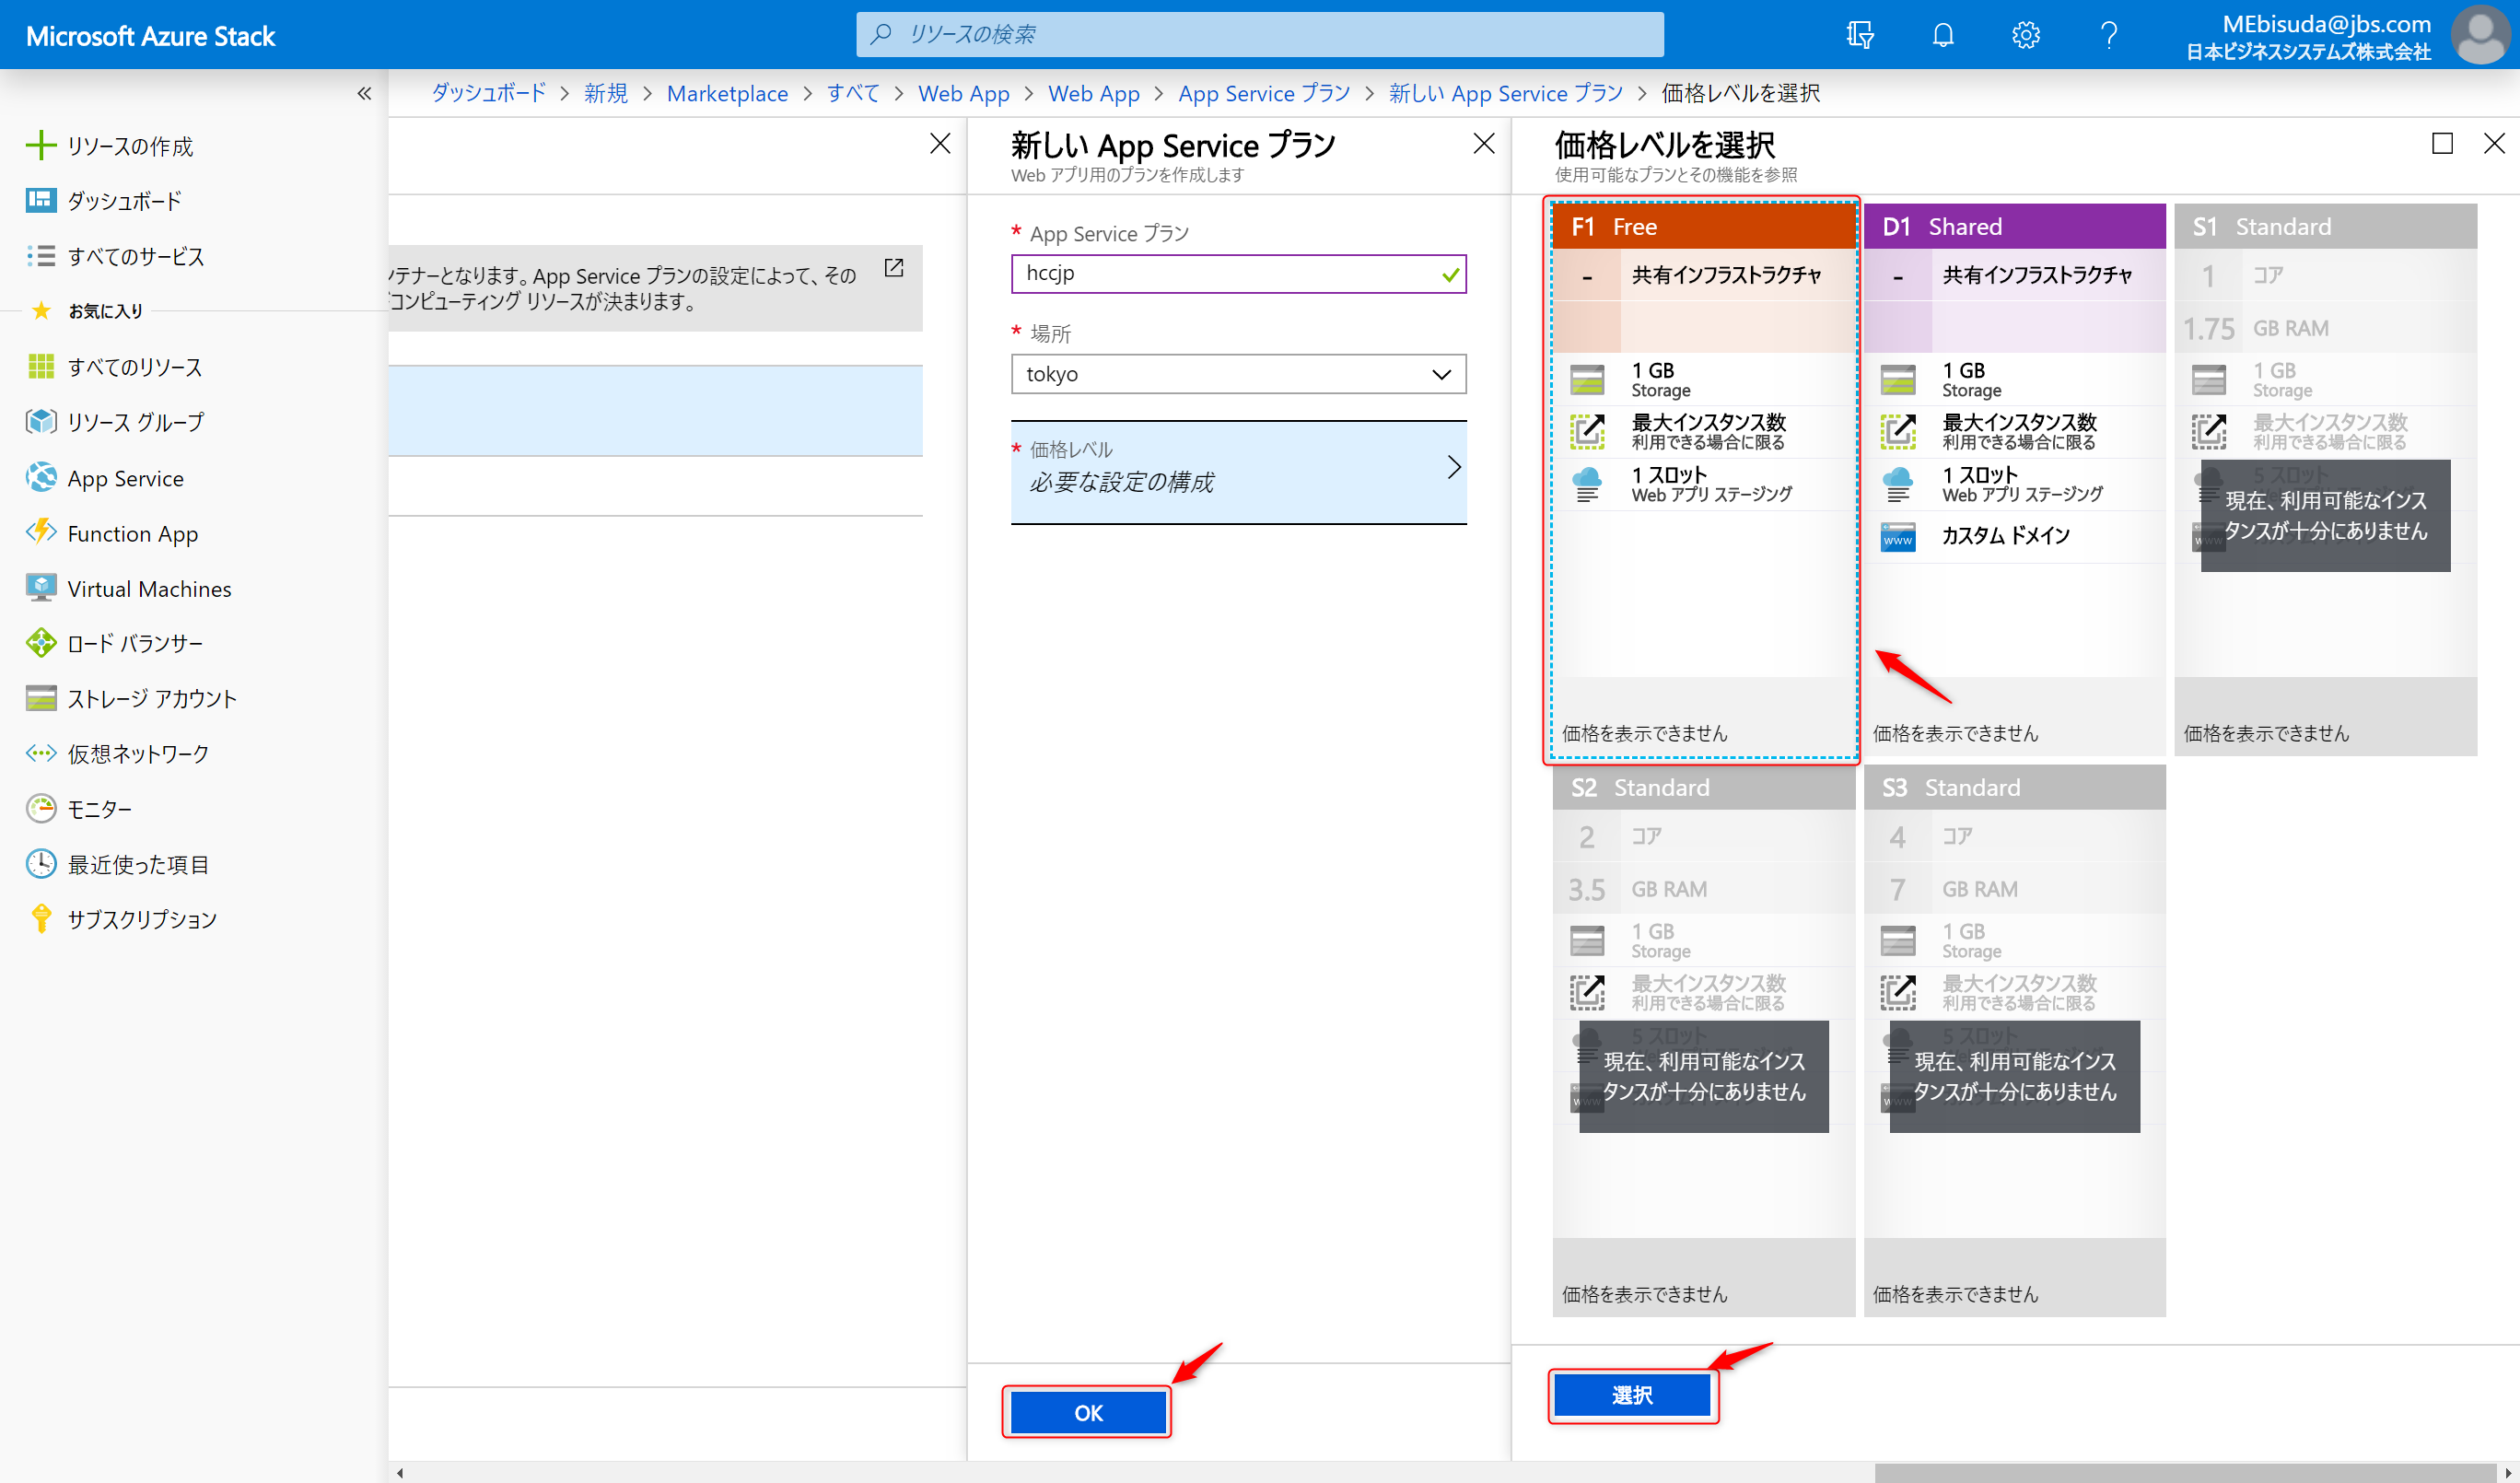 Microsoft Azure Stack
リソースの検索
MEbisuda@jbs.com
日本ビジネスシステムズ株式会社
ダッシュボード > 新規 > Marketplace > すべて > Web App > Web App > App Service プラン > 新しい App Service プラン > 価格レベルを選択
リソースの作成
ダッシュボード
すべてのサービス
お気に入り
すべてのリソース
リソース グループ
App Service
Function App
Virtual Machines
ロード バランサー
ストレージ アカウント
仮想ネットワーク
モニター
最近使った項目
サブスクリプション
ンテナーとなります。App Service プランの設定によって、その
コンピューティング リソースが決まります。
新しい App Service プラン
Web アプリ用のプランを作成します
* App Service プラン
hccjp
* 場所
tokyo
* 価格レベル
必要な設定の構成
OK
価格レベルを選択
使用可能なプランとその機能を参照
F1 Free
- 共有インフラストラクチャ
1 GB
Storage
最大インスタンス数
利用できる場合に限る
1 スロット
Web アプリ ステージング
価格を表示できません
D1 Shared
- 共有インフラストラクチャ
1 GB
Storage
最大インスタンス数
利用できる場合に限る
1 スロット
Web アプリ ステージング
www
カスタム ドメイン
価格を表示できません
S1 Standard
1 コア
1.75 GB RAM
1 GB
Storage
最大インスタンス数
利用できる場合に限る
5 スロット
現在、利用可能なインス
タンスが十分にありません
www
価格を表示できません
S2 Standard
2 コア
3.5 GB RAM
1 GB
Storage
最大インスタンス数
利用できる場合に限る
5 スロット
現在、利用可能なインス
タンスが十分にありません
www
価格を表示できません
S3 Standard
4 コア
7 GB RAM
1 GB
Storage
最大インスタンス数
利用できる場合に限る
5 スロット
現在、利用可能なインス
タンスが十分にありません
www
価格を表示できません
選択